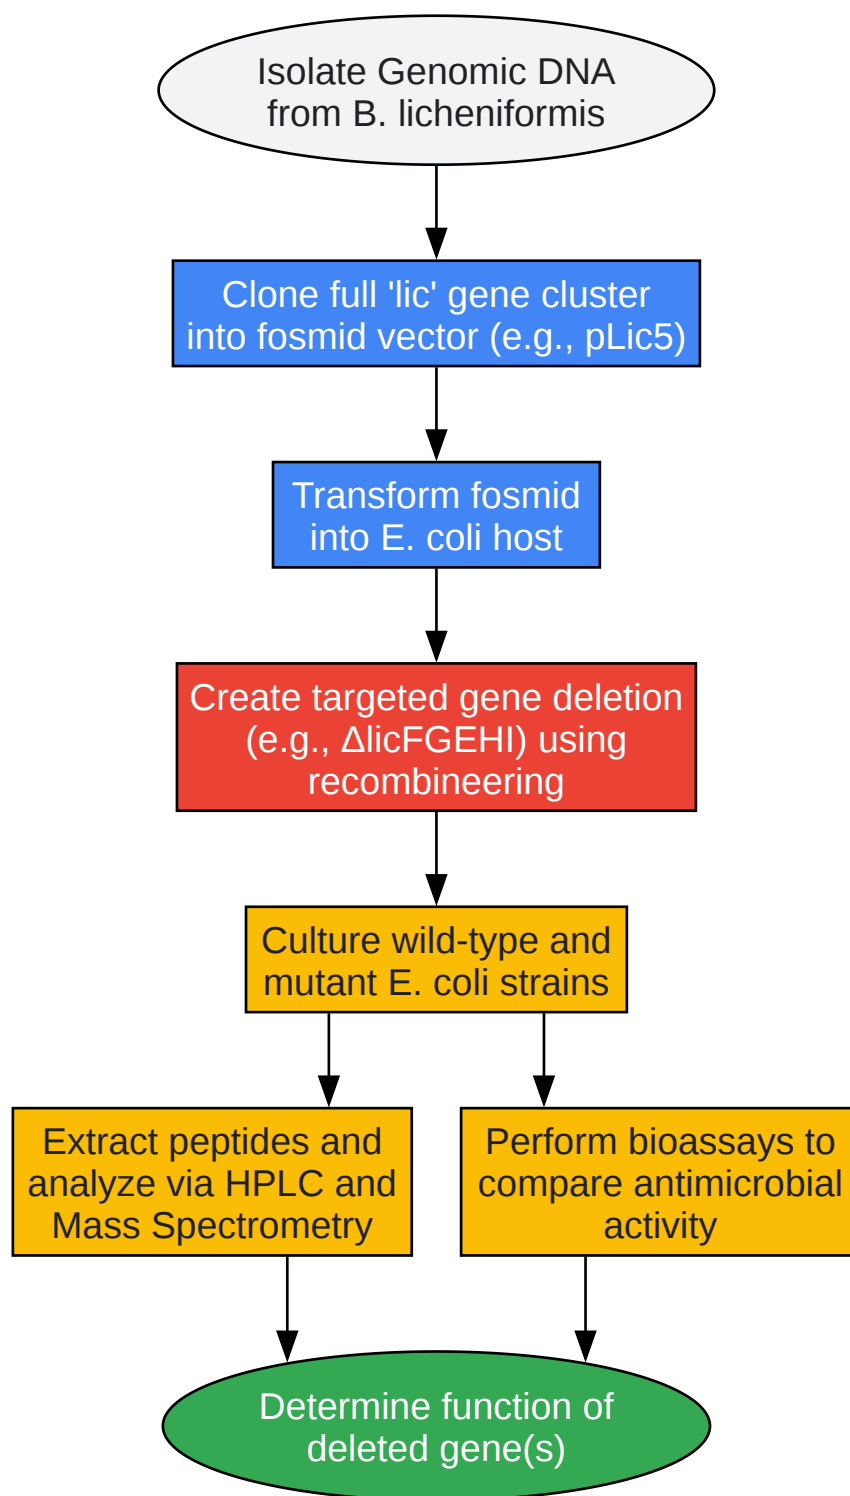 Isolate Genomic DNA
from B. licheniformis
Clone full 'lic' gene cluster
into fosmid vector (e.g., pLic5)
Transform fosmid
into E. coli host
Create targeted gene deletion
(e.g., ΔlicFGEHI) using
recombineering
Culture wild-type and
mutant E. coli strains
Extract peptides and
analyze via HPLC and
Mass Spectrometry
Perform bioassays to
compare antimicrobial
activity
Determine function of
deleted gene(s)